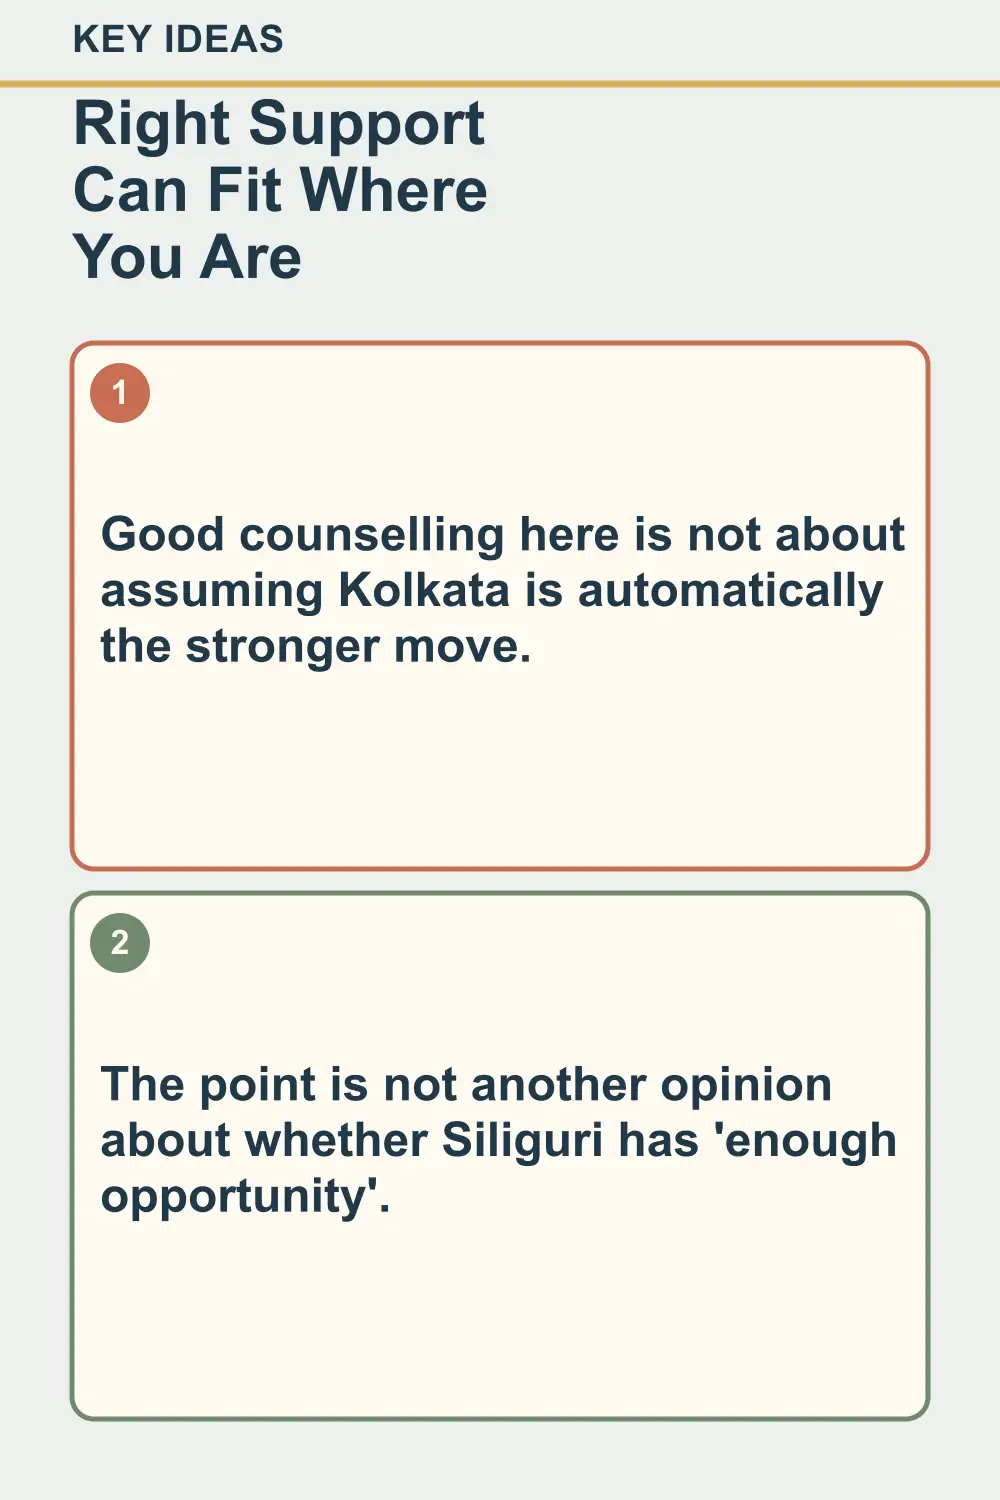 KEY IDEAS
Right Support
Can Fit Where
You Are
1
Good counselling here is not about
assuming Kolkata is automatically
the stronger move.
2
The point is not another opinion
about whether Siliguri has 'enough
opportunity'.